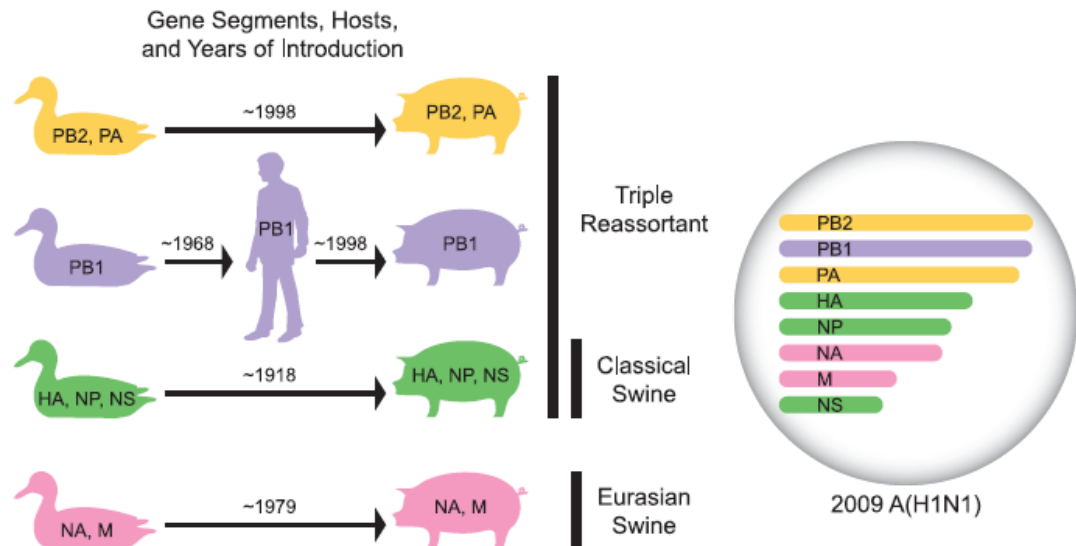 Gene Segments, Hosts,
and Years of Introduction
PB2, PA
~1998
PB2, PA
PB1
~1968
PB1
~1998
PB1
HA, NP, NS
~1918
HA, NP, NS
NA, M
~1979
NA, M
Triple
Reassortant
Classical
Swine
Eurasian
Swine
PB2
PB1
PA
HA
NP
NA
M
NS
2009 A(H1N1)